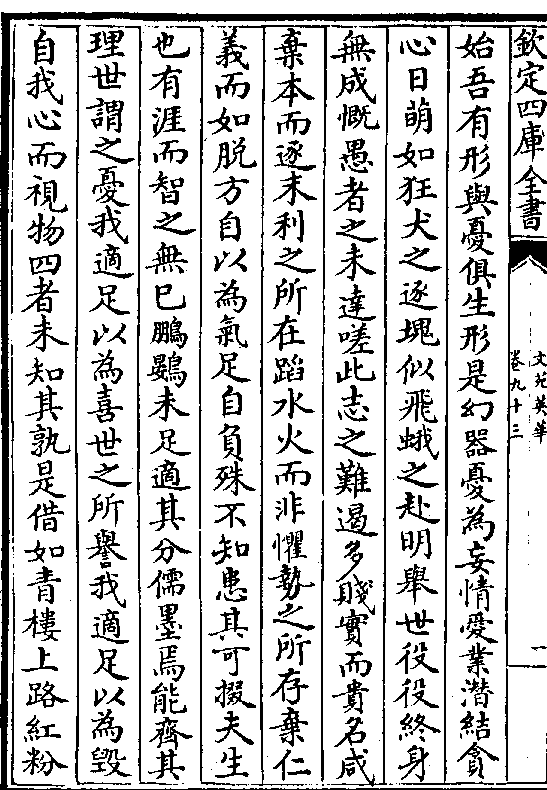 欽定四庫全書
文苑英華
卷九十三
一
始吾有形與憂俱生形是幻器憂為妄情愛業潛結貪
心日萌如狂犬之逐塊似飛蛾之赴明舉世役役終身
無成慨愚者之未達嗟此志之難遏多賤實而貴名咸
棄本而逐末利之所在蹈水火而非懼勢之所存棄仁
義而如脱方自以為氣足自負殊不知患其可掇夫生
也有涯而智之無已鵬鷃未足適其分儒墨焉能齊其
理世謂之憂我適足以為喜世之所譽我適足以為毀
自我心而視物四者未知其孰是借如青樓上路紅粉